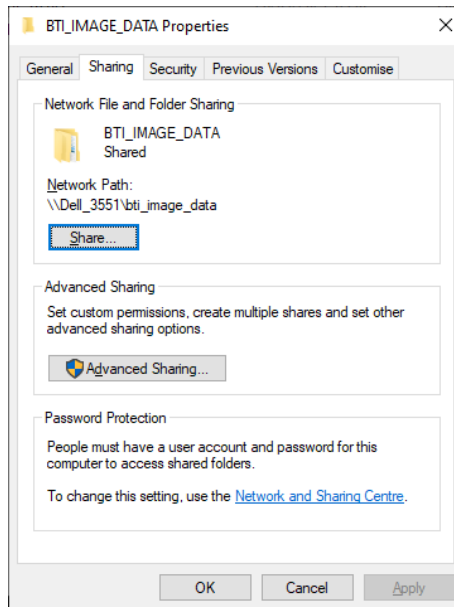 BTI_IMAGE_DATA Properties
General Sharing Security Previous Versions Customise
Network File and Folder Sharing
BTI_IMAGE_DATA
Shared
Network Path:
\\Dell_3551\bti_image_data
Share...
Advanced Sharing
Set custom permissions, create multiple shares and set other
advanced sharing options.
Advanced Sharing...
Password Protection
People must have a user account and password for this
computer to access shared folders.
To change this setting, use the Network and Sharing Centre.
OK Cancel Apply